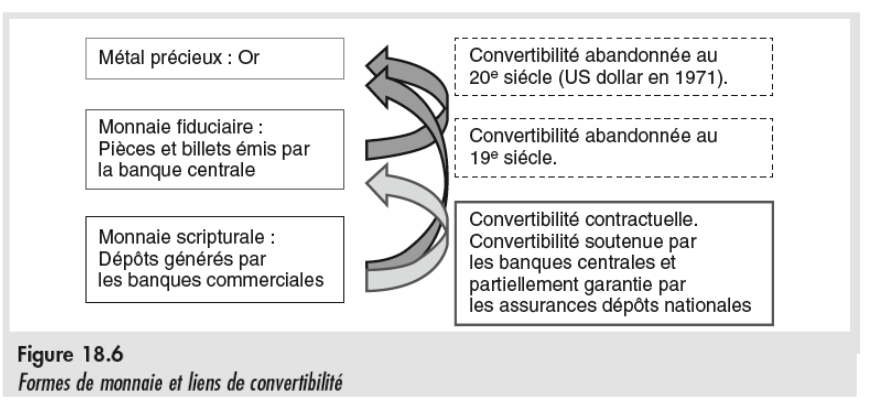 Métal précieux : Or
Convertibilité abandonnée au
20e siécle (US dollar en 1971).
Monnaie fiduciaire :
Pièces et billets émis par
la banque centrale
Convertibilité abandonnée au
19e siécle.
Monnaie scripturale :
Dépôts générés par
les banques commerciales
Convertibilité contractuelle.
Convertibilité soutenue par
les banques centrales et
partiellement garantie par
les assurances dépôts nationales
Figure 18.6
Formes de monnaie et liens de convertibilité